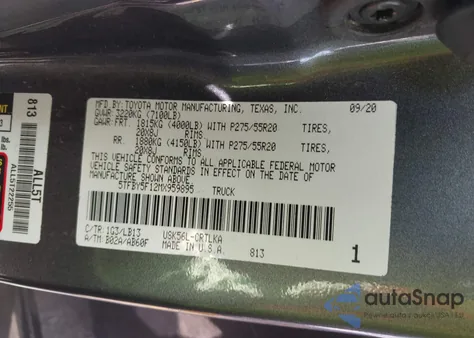 MFD. BY:TOYOTA MOTOR MANUFACTURING, TEXAS, INC. 09/20
GVWR 3220KG (7100LB)
GAWR FRT. 1815KG (4000LB) WITH P275/55R20 TIRES,
20X8J RIMS,
RR. 1880KG (4150LB) WITH P275/55R20 TIRES,
20X8J RIMS.
THIS VEHICLE CONFORMS TO ALL APPLICABLE FEDERAL MOTOR
VEHICLE SAFETY STANDARDS IN EFFECT ON THE DATE OF
MANUFACTURE SHOWN ABOVE.
5TFBY5F12MX959895 TRUCK
C/TR 1G3/LB13 USK56L-CRTLKA
A/TM B02A/AB60F MADE IN U.S.A. 813 1
813
ALL5T
autoSnap